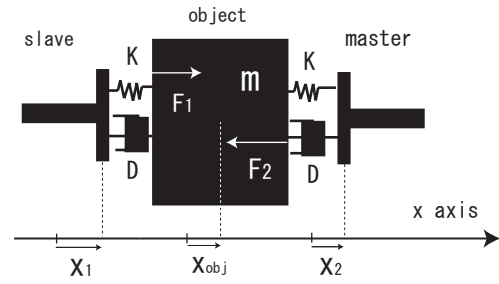 object
slave
master
K
K
m
F1
F2
D
D
x axis
X1
Xobj
X2